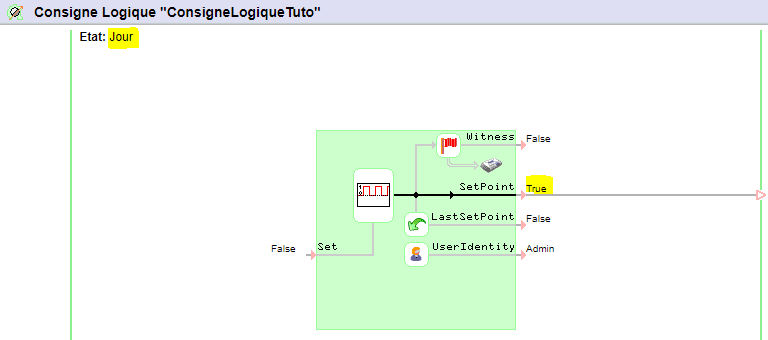 Consigne Logique "ConsigneLogiqueTuto"
Etat: Jour
Witness False
SetPoint True
LastSetPoint False
False Set
UserIdentity Admin